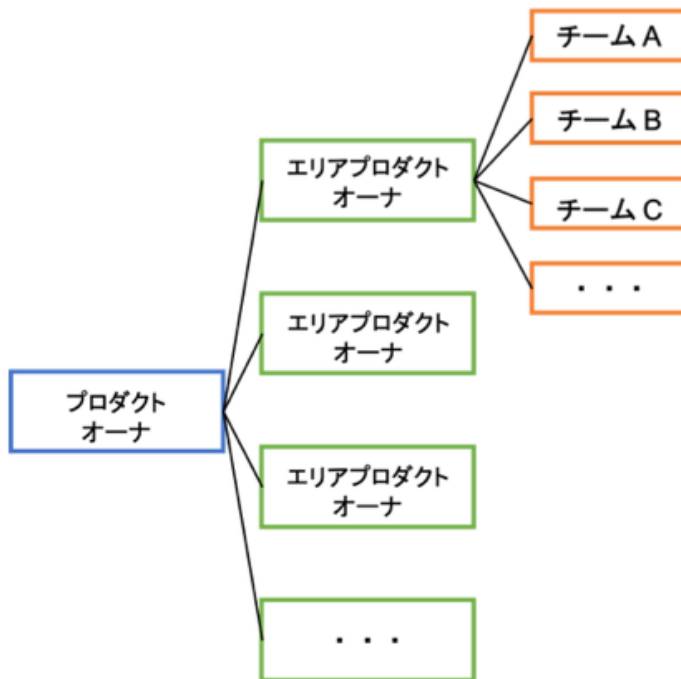 チーム A
チーム B
チーム C
・・・
エリアプロダクト
オーナ
エリアプロダクト
オーナ
エリアプロダクト
オーナ
・・・
プロダクト
オーナ